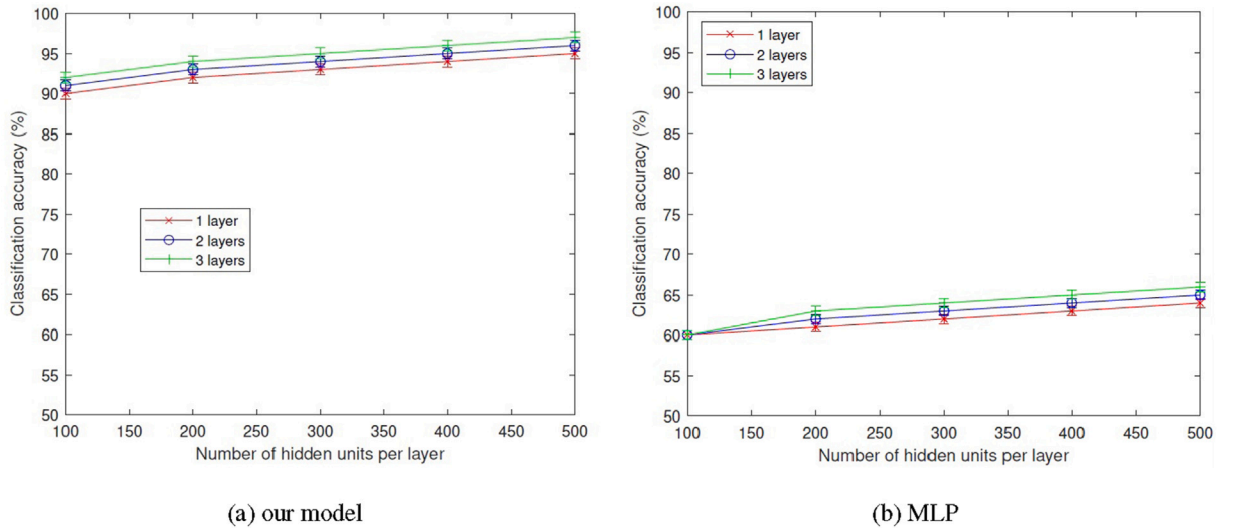 100
95
90
85
80
75
70
65
60
55
50
Classification accuracy (%)
1 layer
2 layers
3 layers
100 150 200 250 300 350 400 450 500
Number of hidden units per layer
(a) our model
100
95
90
85
80
75
70
65
60
55
50
Classification accuracy (%)
1 layer
2 layers
3 layers
100 150 200 250 300 350 400 450 500
Number of hidden units per layer
(b) MLP